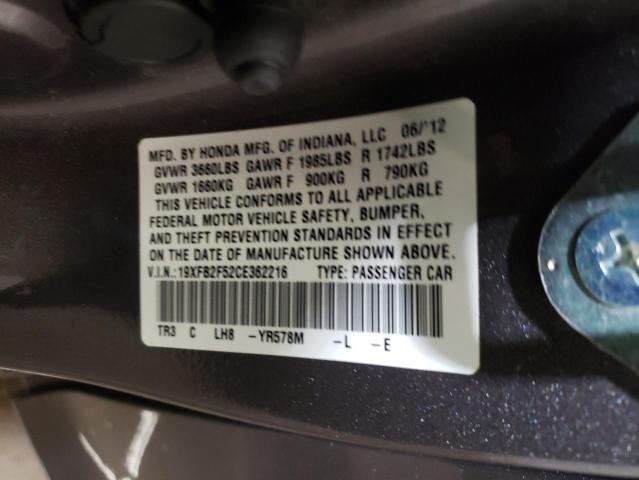 MFD. BY HONDA MFG. OF INDIANA, LLC 06/'12
GVWR 3660LBS GAWR F 1985LBS R 1742LBS
GVWR 1660KG GAWR F 900KG R 790KG
THIS VEHICLE CONFORMS TO ALL APPLICABLE
FEDERAL MOTOR VEHICLE SAFETY, BUMPER,
AND THEFT PREVENTION STANDARDS IN EFFECT
ON THE DATE OF MANUFACTURE SHOWN ABOVE.
V.I.N.:19XFB2F52CE362216 TYPE: PASSENGER CAR
TR3 C LH8 -YR578M -L -E